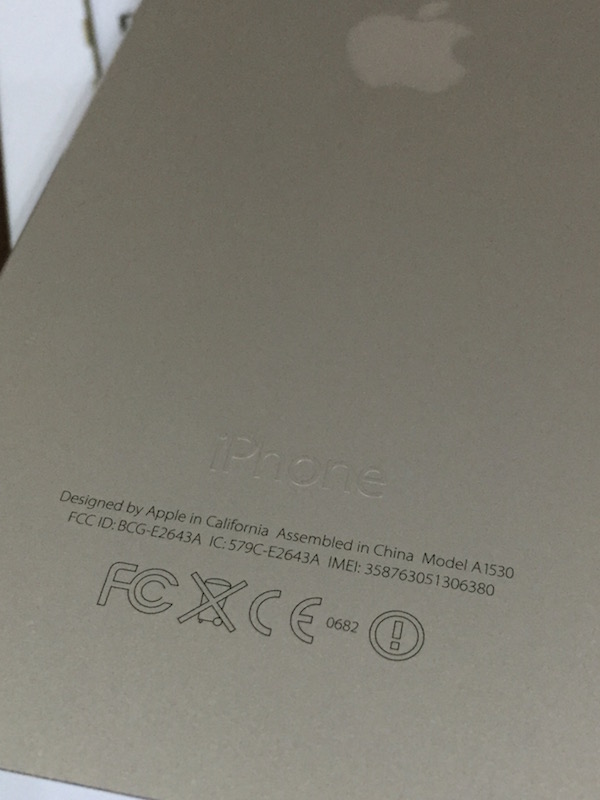 iPhone
Designed by Apple in California Assembled in China Model A1530
FCC ID: BCG-E2643A IC: 579C-E2643A IMEI: 358763051306380
FC CE 0682 !